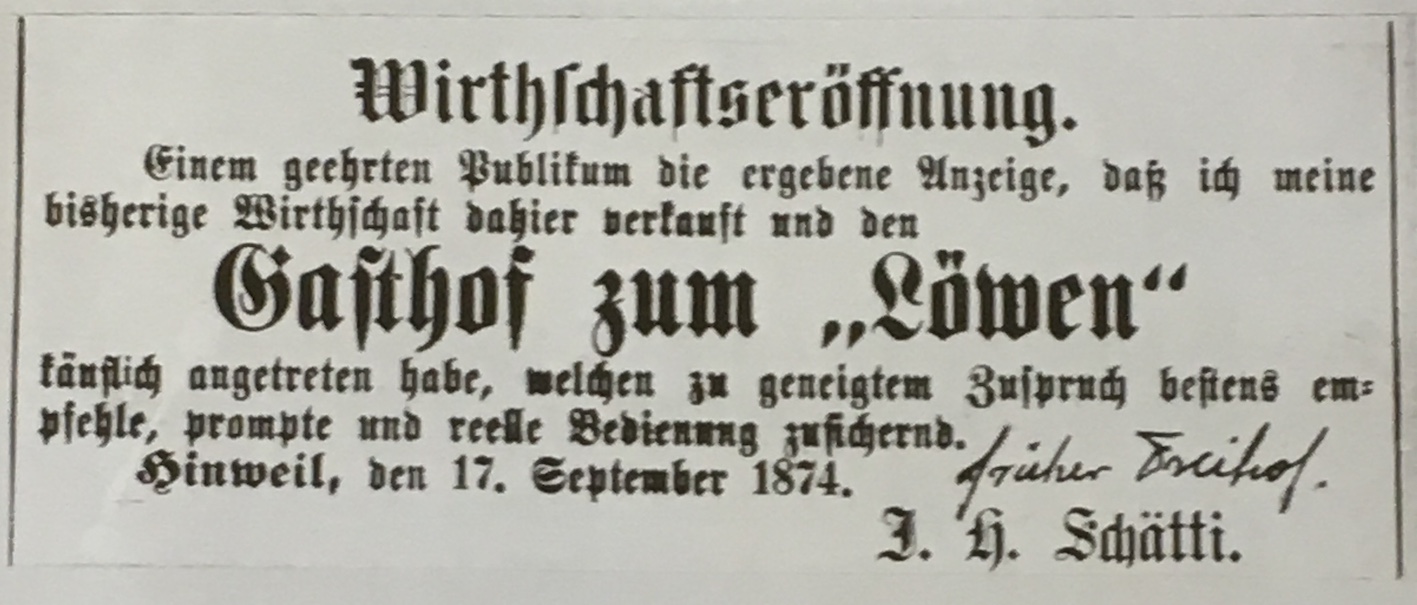 Wirthschaftseröffnung.
Einem geehrten Publikum die ergebene Anzeige, daß ich meine
bisherige Wirthschaft dahier verkauft und den
Gasthof zum „Löwen“
käuflich angetreten habe, welchen zu geneigtem Zuspruch bestens em=
pfehle, prompte und reelle Bedienung zusichernd.
früher Freihof.
Hinweil, den 17. September 1874.
J. H. Schätti.